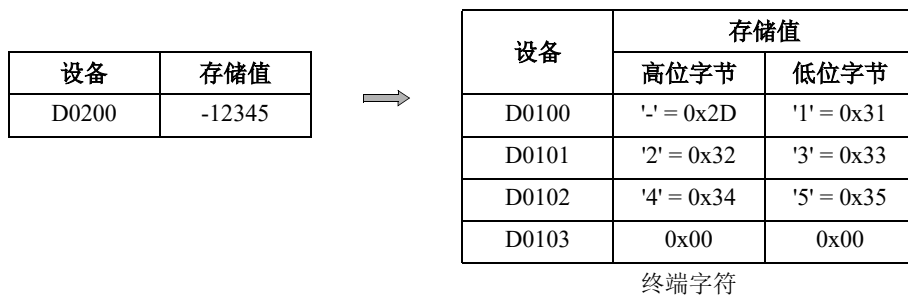 设备 存储值
D0200 -12345
设备 存储值
高位字节 低位字节
D0100 '-' = 0x2D '1' = 0x31
D0101 '2' = 0x32 '3' = 0x33
D0102 '4' = 0x34 '5' = 0x35
D0103 0x00 0x00
终端字符